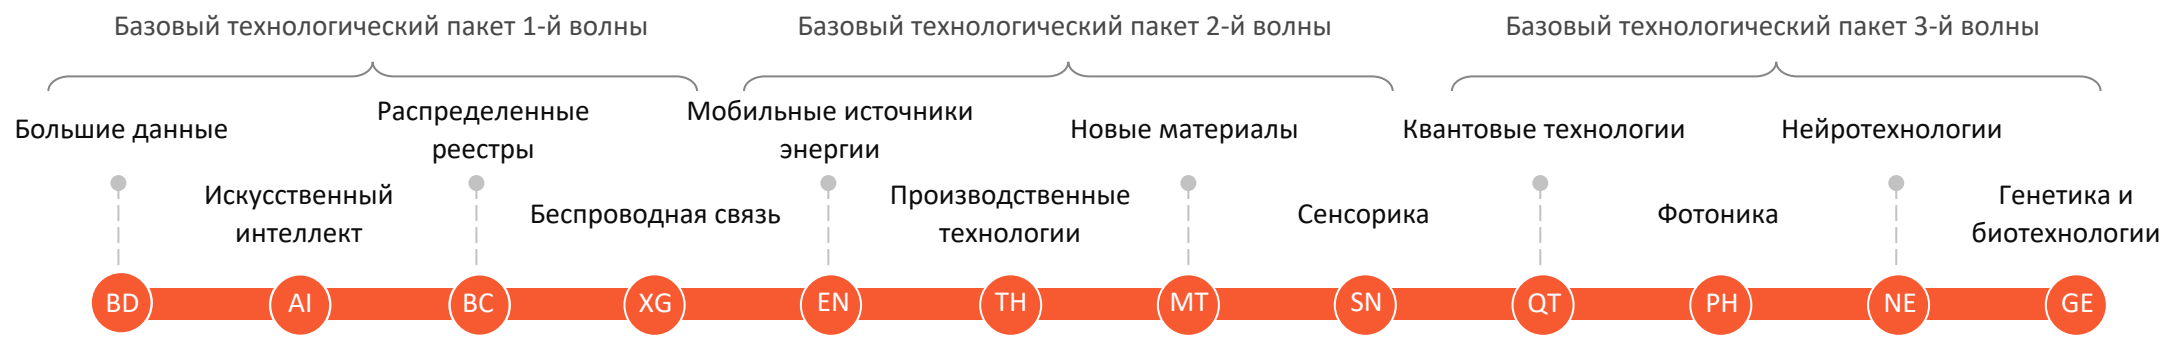 Базовый технологический пакет 1-й волны
Базовый технологический пакет 2-й волны
Базовый технологический пакет 3-й волны
Большие данные
Искусственный
интеллект
Распределенные
реестры
Беспроводная связь
Мобильные источники
энергии
Производственные
технологии
Новые материалы
Сенсорика
Квантовые технологии
Фотоника
Нейротехнологии
Генетика и
биотехнологии
BD
AI
BC
XG
EN
TH
MT
SN
QT
PH
NE
GE